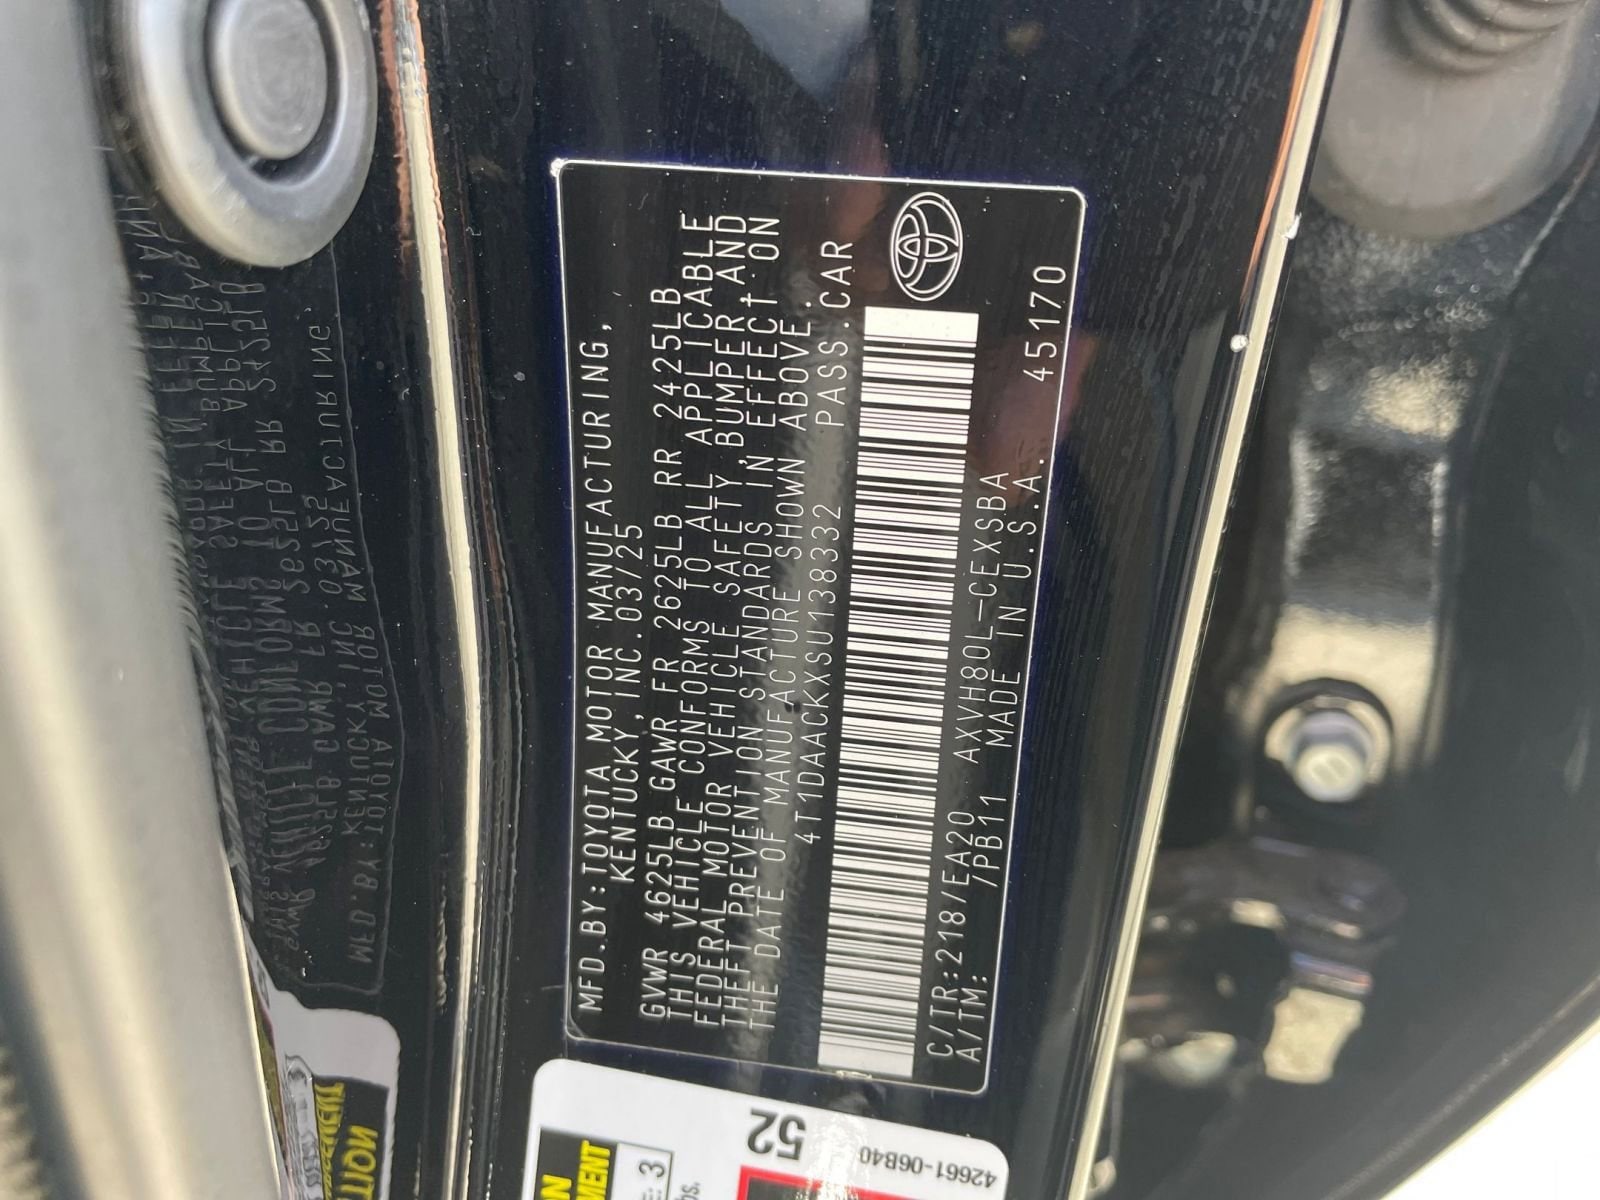 MFD.BY:TOYOTA MOTOR MANUFACTURING,
KENTUCKY, INC.03/25
GVWR 4625LB GAWR FR 2625LB RR 2425LB
THIS VEHICLE CONFORMS TO ALL APPLICABLE
FEDERAL MOTOR VEHICLE SAFETY, BUMPER, AND
THEFT PREVENTION STANDARDS IN EFFECT ON
THE DATE OF MANUFACTURE SHOWN ABOVE.
4T1DAACKXSU138332 PASS.CAR
C/TR:218/EA20 AXVH80L-CEXSBA
A/TM: /PB11 MADE IN U.S.A. 45170
52
42661-06B40
3